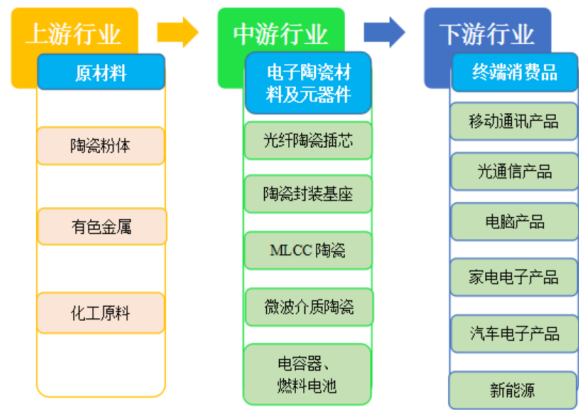 上游行业
中游行业
下游行业
原材料
陶瓷粉体
有色金属
化工原料
电子陶瓷材
料及元器件
光纤陶瓷插芯
陶瓷封装基座
MLCC 陶瓷
微波介质陶瓷
电容器、
燃料电池
终端消费品
移动通讯产品
光通信产品
电脑产品
家电电子产品
汽车电子产品
新能源